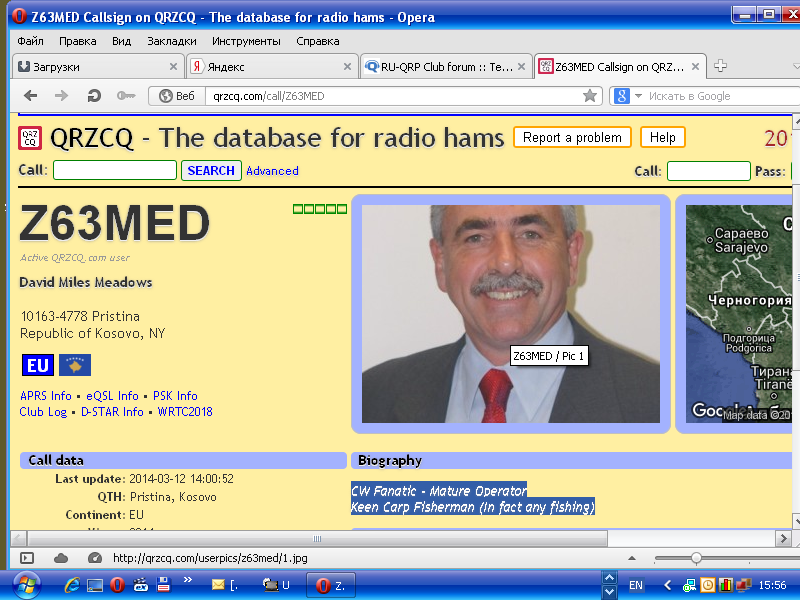 Z63MED Callsign on QRZCQ - The database for radio hams - Opera
Файл Правка Вид Закладки Инструменты Справка
Загрузки
Яндекс
RU-QRP Club forum :: Te...
Z63MED Callsign on QRZ...
Веб
qrzcq.com/call/Z63MED
Искать в Google
QRZ CQ
QRZCQ - The database for radio hams
Report a problem
Help
20
Call:
SEARCH
Advanced
Call:
Pass:
Z63MED
Active QRZCQ.com user
David Miles Meadows
10163-4778 Pristina
Republic of Kosovo, NY
EU
APRS Info • eQSL Info • PSK Info
Club Log • D-STAR Info • WRTC2018
Z63MED / Pic 1
Сараево
Sarajevo
Черногория
Подгорица
Podgorica
Тирана
Tiranë
Google
Map data ©20
Call data
Last update: 2014-03-12 14:00:52
QTH: Pristina, Kosovo
Continent: EU
Biography
CW Fanatic - Mature Operator
Keen Carp Fisherman (In fact any fishing)
http://qrzcq.com/userpics/z63med/1.jpg
[.
U
Z.
EN
15:56